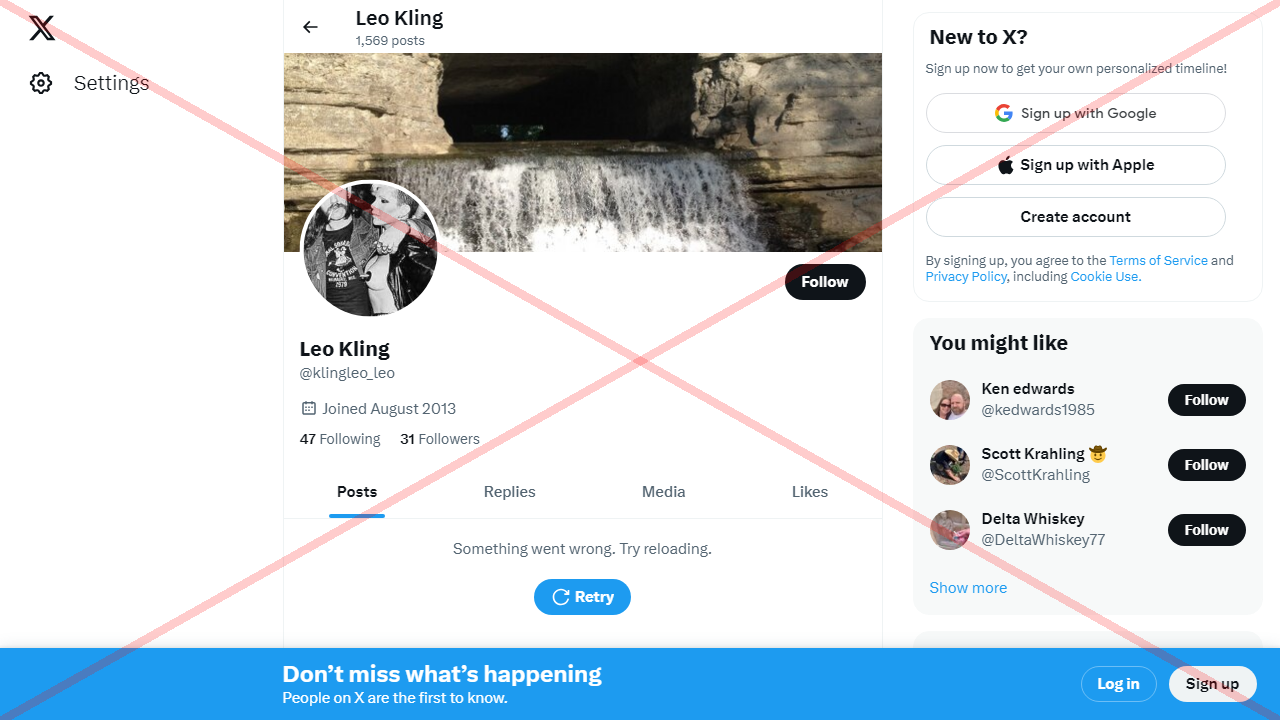 Settings
Leo Kling
1,569 posts
CONVENTION
1979
Follow
Leo Kling
@klingleo_leo
Joined August 2013
47 Following 31 Followers
Posts Replies Media Likes
Something went wrong. Try reloading.
Retry
New to X?
Sign up now to get your own personalized timeline!
Sign up with Google
Sign up with Apple
Create account
By signing up, you agree to the Terms of Service and
Privacy Policy, including Cookie Use.
You might like
Ken edwards
@kedwards1985
Follow
Scott Krahling 🤠
@ScottKrahling
Follow
Delta Whiskey
@DeltaWhiskey77
Follow
Show more
Don’t miss what’s happening
People on X are the first to know.
Log in
Sign up